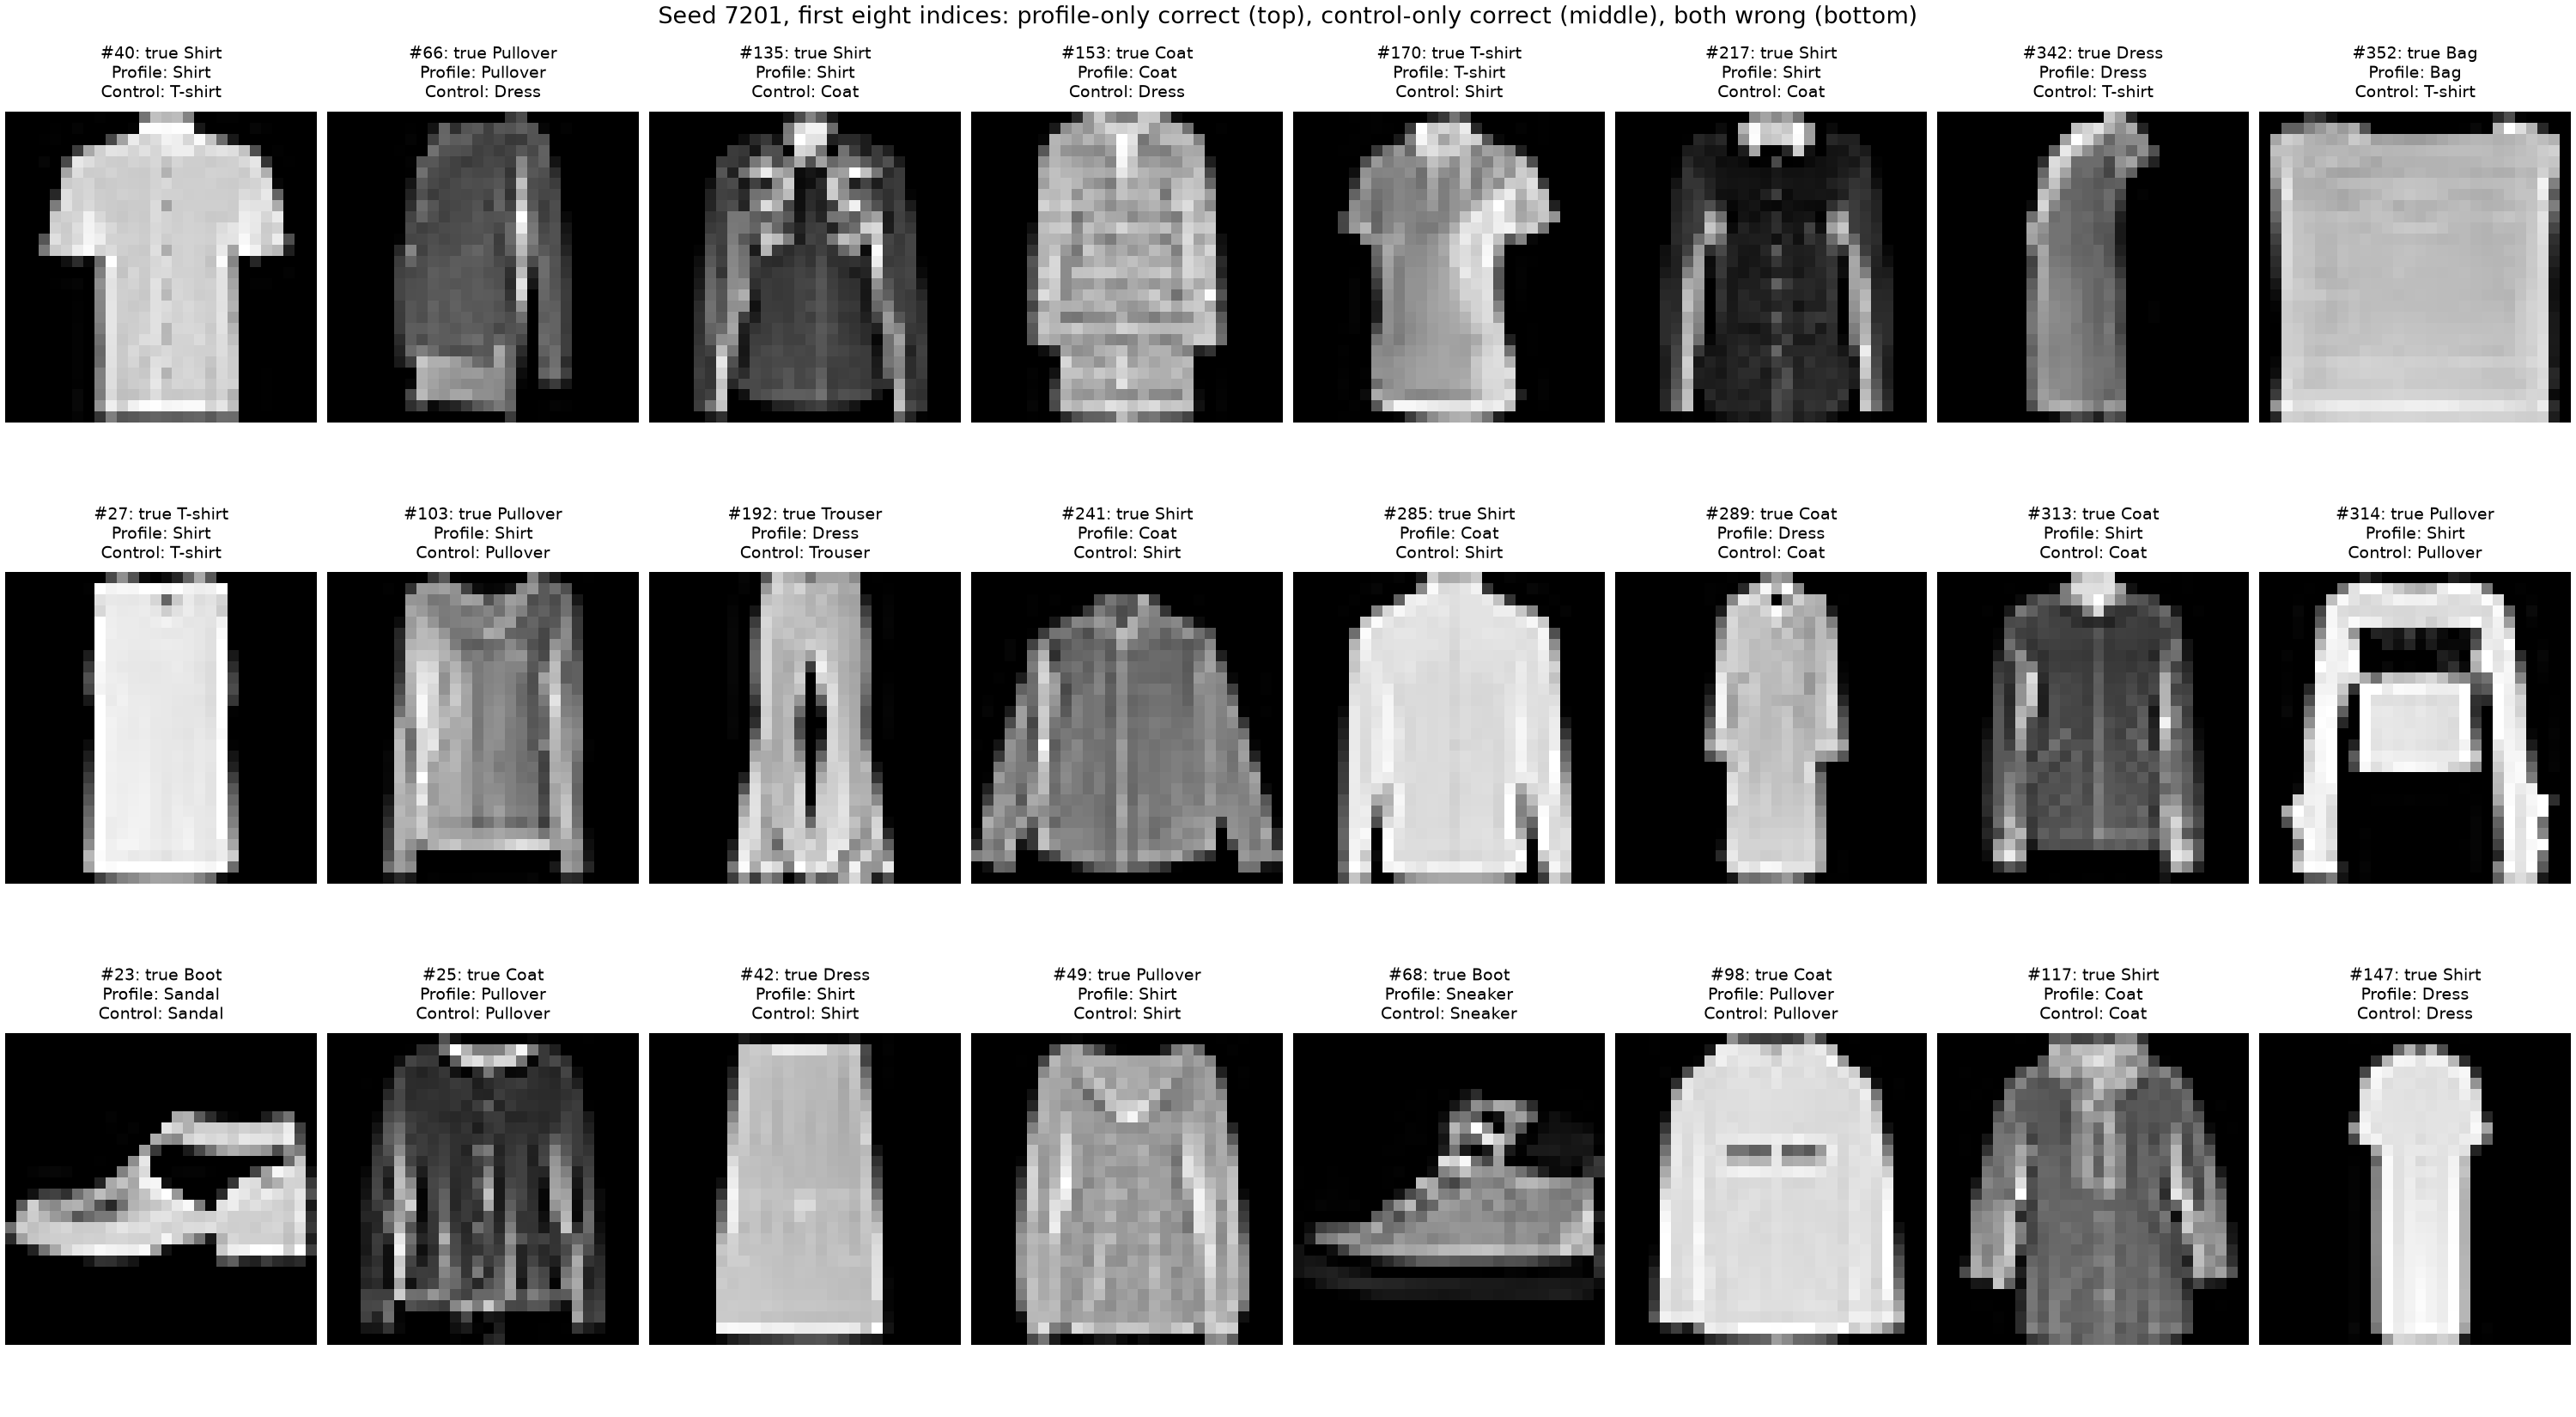 Seed 7201, first eight indices: profile-only correct (top), control-only correct (middle), both wrong (bottom)
#40: true Shirt
Profile: Shirt
Control: T-shirt
#66: true Pullover
Profile: Pullover
Control: Dress
#135: true Shirt
Profile: Shirt
Control: Coat
#153: true Coat
Profile: Coat
Control: Dress
#170: true T-shirt
Profile: T-shirt
Control: Shirt
#217: true Shirt
Profile: Shirt
Control: Coat
#342: true Dress
Profile: Dress
Control: T-shirt
#352: true Bag
Profile: Bag
Control: T-shirt
#27: true T-shirt
Profile: Shirt
Control: T-shirt
#103: true Pullover
Profile: Shirt
Control: Pullover
#192: true Trouser
Profile: Dress
Control: Trouser
#241: true Shirt
Profile: Coat
Control: Shirt
#285: true Shirt
Profile: Coat
Control: Shirt
#289: true Coat
Profile: Dress
Control: Coat
#313: true Coat
Profile: Shirt
Control: Coat
#314: true Pullover
Profile: Shirt
Control: Pullover
#23: true Boot
Profile: Sandal
Control: Sandal
#25: true Coat
Profile: Pullover
Control: Pullover
#42: true Dress
Profile: Shirt
Control: Shirt
#49: true Pullover
Profile: Shirt
Control: Shirt
#68: true Boot
Profile: Sneaker
Control: Sneaker
#98: true Coat
Profile: Pullover
Control: Pullover
#117: true Shirt
Profile: Coat
Control: Coat
#147: true Shirt
Profile: Dress
Control: Dress